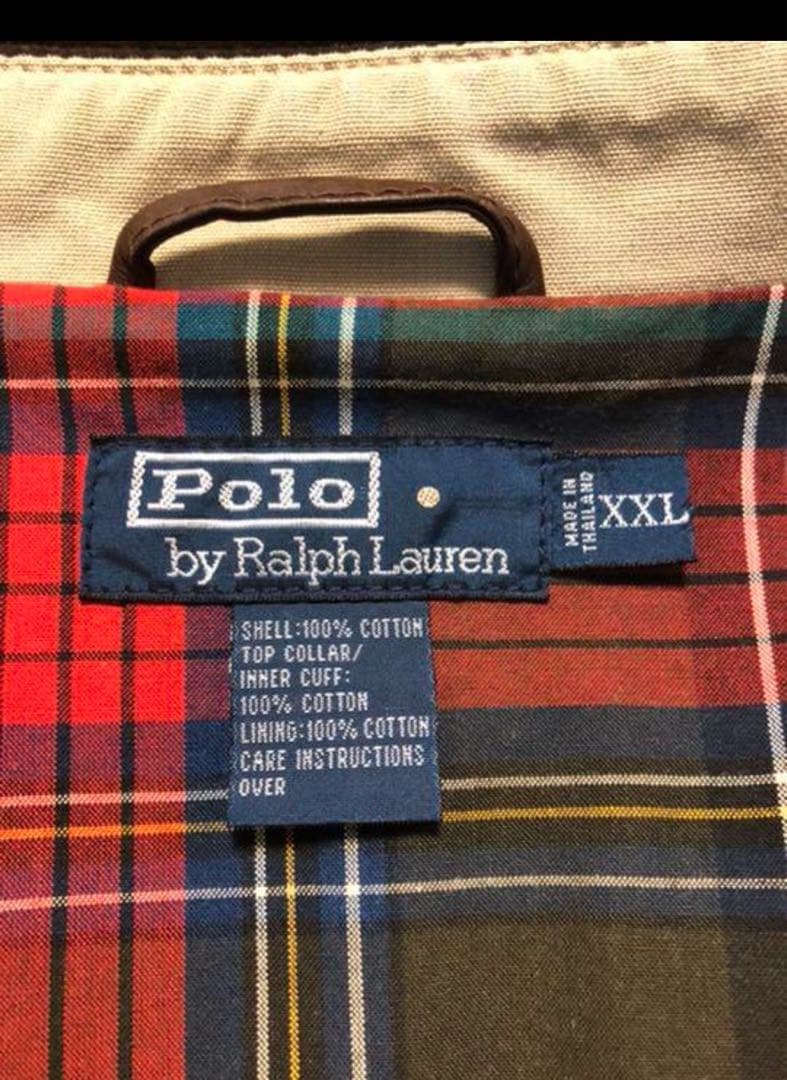 Polo
by Ralph Lauren
MADE IN
THAILAND
XXL
SHELL:100% COTTON
TOP COLLAR/
INNER CUFF:
100% COTTON
LINING:100% COTTON
CARE INSTRUCTIONS
OVER